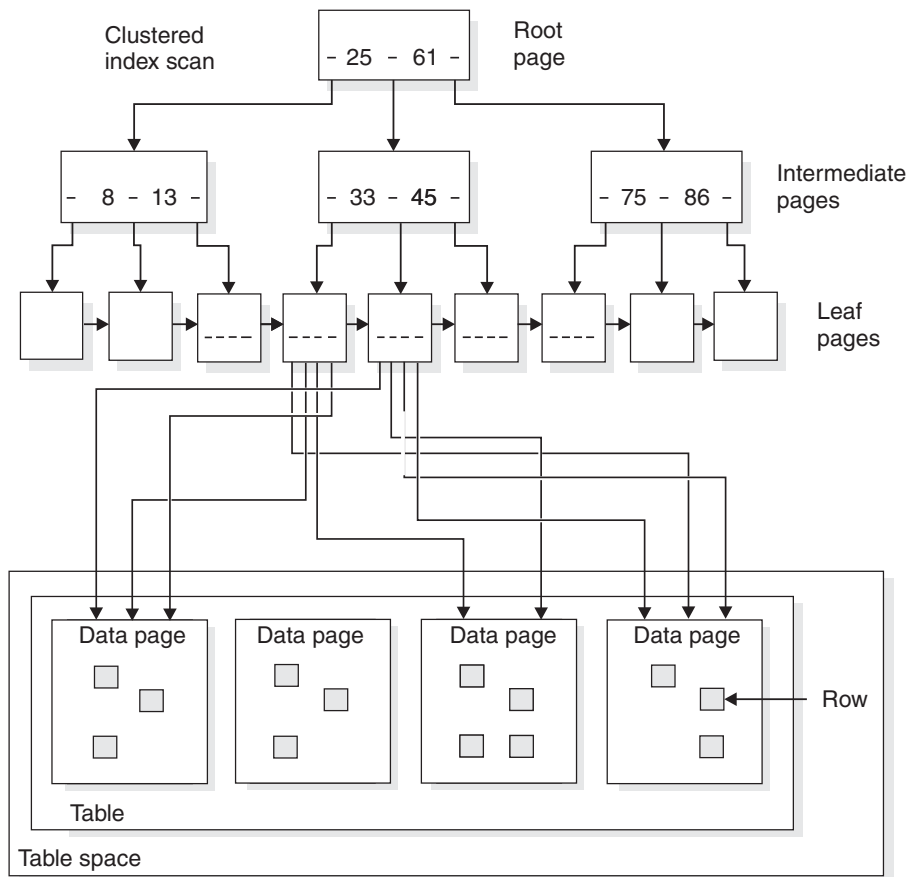 Clustered
index scan
Root
page
- 25 - 61 -
- 8 - 13 -
- 33 - 45 -
- 75 - 86 -
Intermediate
pages
Leaf
pages
Data page
Data page
Data page
Data page
Row
Table
Table space